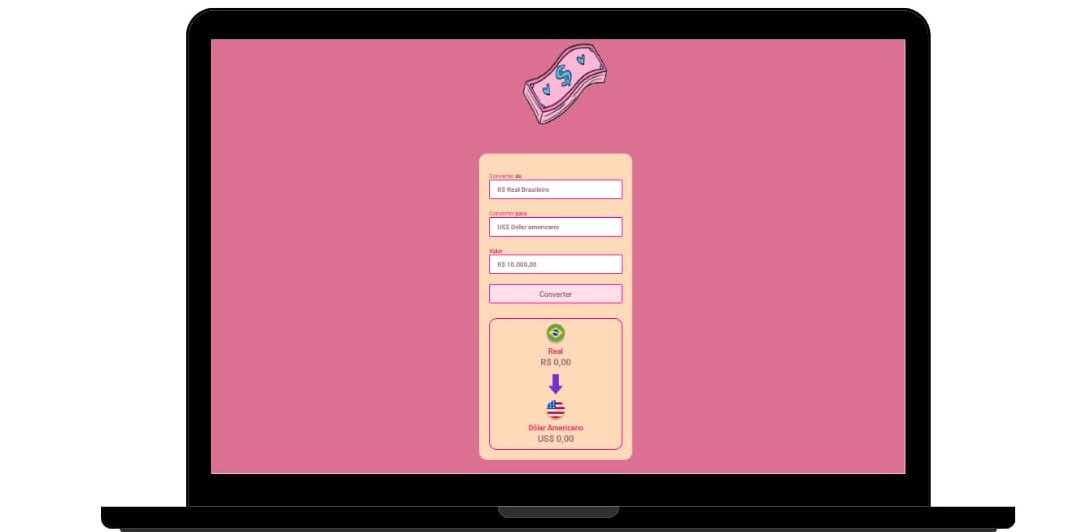 Converter de
R$ Real Brasileiro
Converter para
US$ Dólar americano
Valor
R$ 10.000,00
Converter
Real
R$ 0,00
Dólar Americano
US$ 0,00